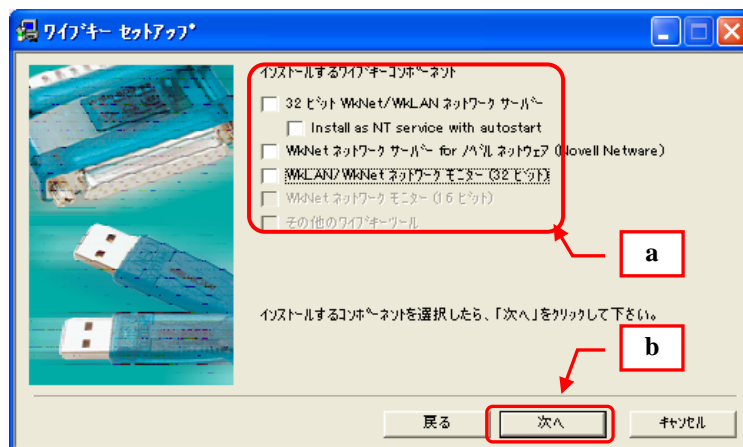 ワイブキー セットアップ
インストールするワイブキーコンポーネント
32 ビット WkNet/WkLAN ネットワーク サーバー
Install as NT service with autostart
WkNet ネットワーク サーバー for ノベル ネットウェア (Novell Netware)
WkLAN/WkNet ネットワーク モニター (32 ビット)
WkNet ネットワーク モニター (16 ビット)
その他のワイブキーツール
a
インストールするコンポーネントを選択したら、「次へ」をクリックして下さい。
b
戻る 次へ キャンセル